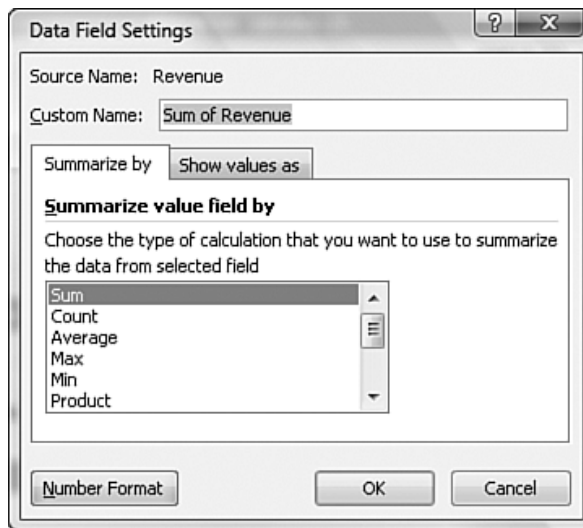 Data Field Settings
Source Name: Revenue
Custom Name: Sum of Revenue
Summarize by
Show values as
Summarize value field by
Choose the type of calculation that you want to use to summarize
the data from selected field
Sum
Count
Average
Max
Min
Product
Number Format
OK
Cancel